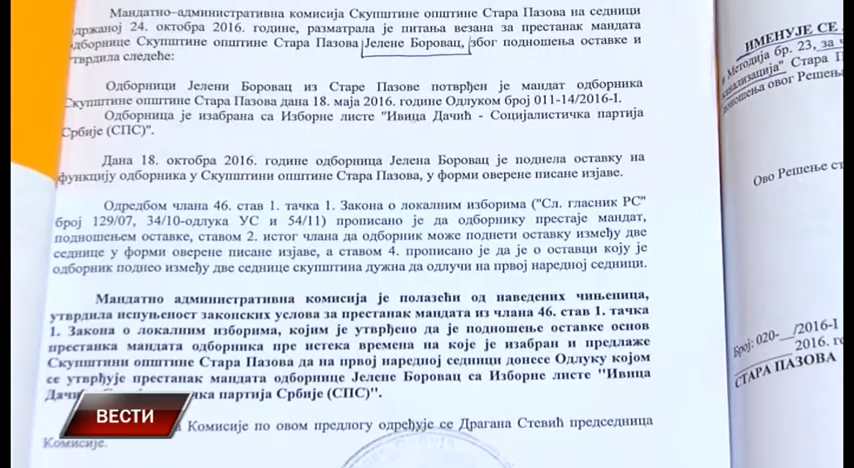 Мандатно–административна комисија Скупштине општине Стара Пазова на седници
одржаној 24. октобра 2016. године, разматрала је питања везана за престанак мандата
одборнице Скупштине општине Стара Пазова Јелене Боровац, због подношења оставке и
утврдила следеће:
Одборници Јелени Боровац из Старе Пазове потврђен је мандат одборника
Скупштине општине Стара Пазова дана 18. маја 2016. године Одлуком број 011-14/2016-I.
Одборница је изабрана са Изборне листе "Ивица Дачић - Социјалистичка партија
Србије (СПС)".
Дана 18. октобра 2016. године одборница Јелена Боровац је поднела оставку на
функцију одборника у Скупштини општине Стара Пазова, у форми оверене писане изјаве.
Одредбом члана 46. став 1. тачка 1. Закона о локалним изборима ("Сл. гласник РС"
број 129/07, 34/10-одлука УС и 54/11) прописано је да одборнику престаје мандат,
подношењем оставке, ставом 2. истог члана да одборник може поднети оставку између две
седнице у форми оверене писане изјаве, а ставом 4. прописано је да је о оставци коју је
одборник поднео између две седнице скупштина дужна да одлучи на првој наредној седници.
Мандатно административна комисија је полазећи од наведених чињеница,
утврдила испуњеност законских услова за престанак мандата из члана 46. став 1. тачка
1. Закона о локалним изборима, којим је утврђено да је подношење оставке основ
престанка мандата одборника пре истека времена на које је изабран и предлаже
Скупштини општине Стара Пазова да на првој наредној седници донесе Одлуку којом
се утврђује престанак мандата одборнице Јелене Боровац са Изборне листе "Ивица
партија Србије (СПС)".
Комисије по овом предлогу одређује се Драгана Стевић председница
Комисије.
ВЕСТИ
ИМЕНУЈЕ СЕ
Методија бр. 23, за
канализација" Стара П
доношења овог Решења
Ово Решење ст
Број: 020-__/2016-I
2016. го
СТАРА ПАЗОВА